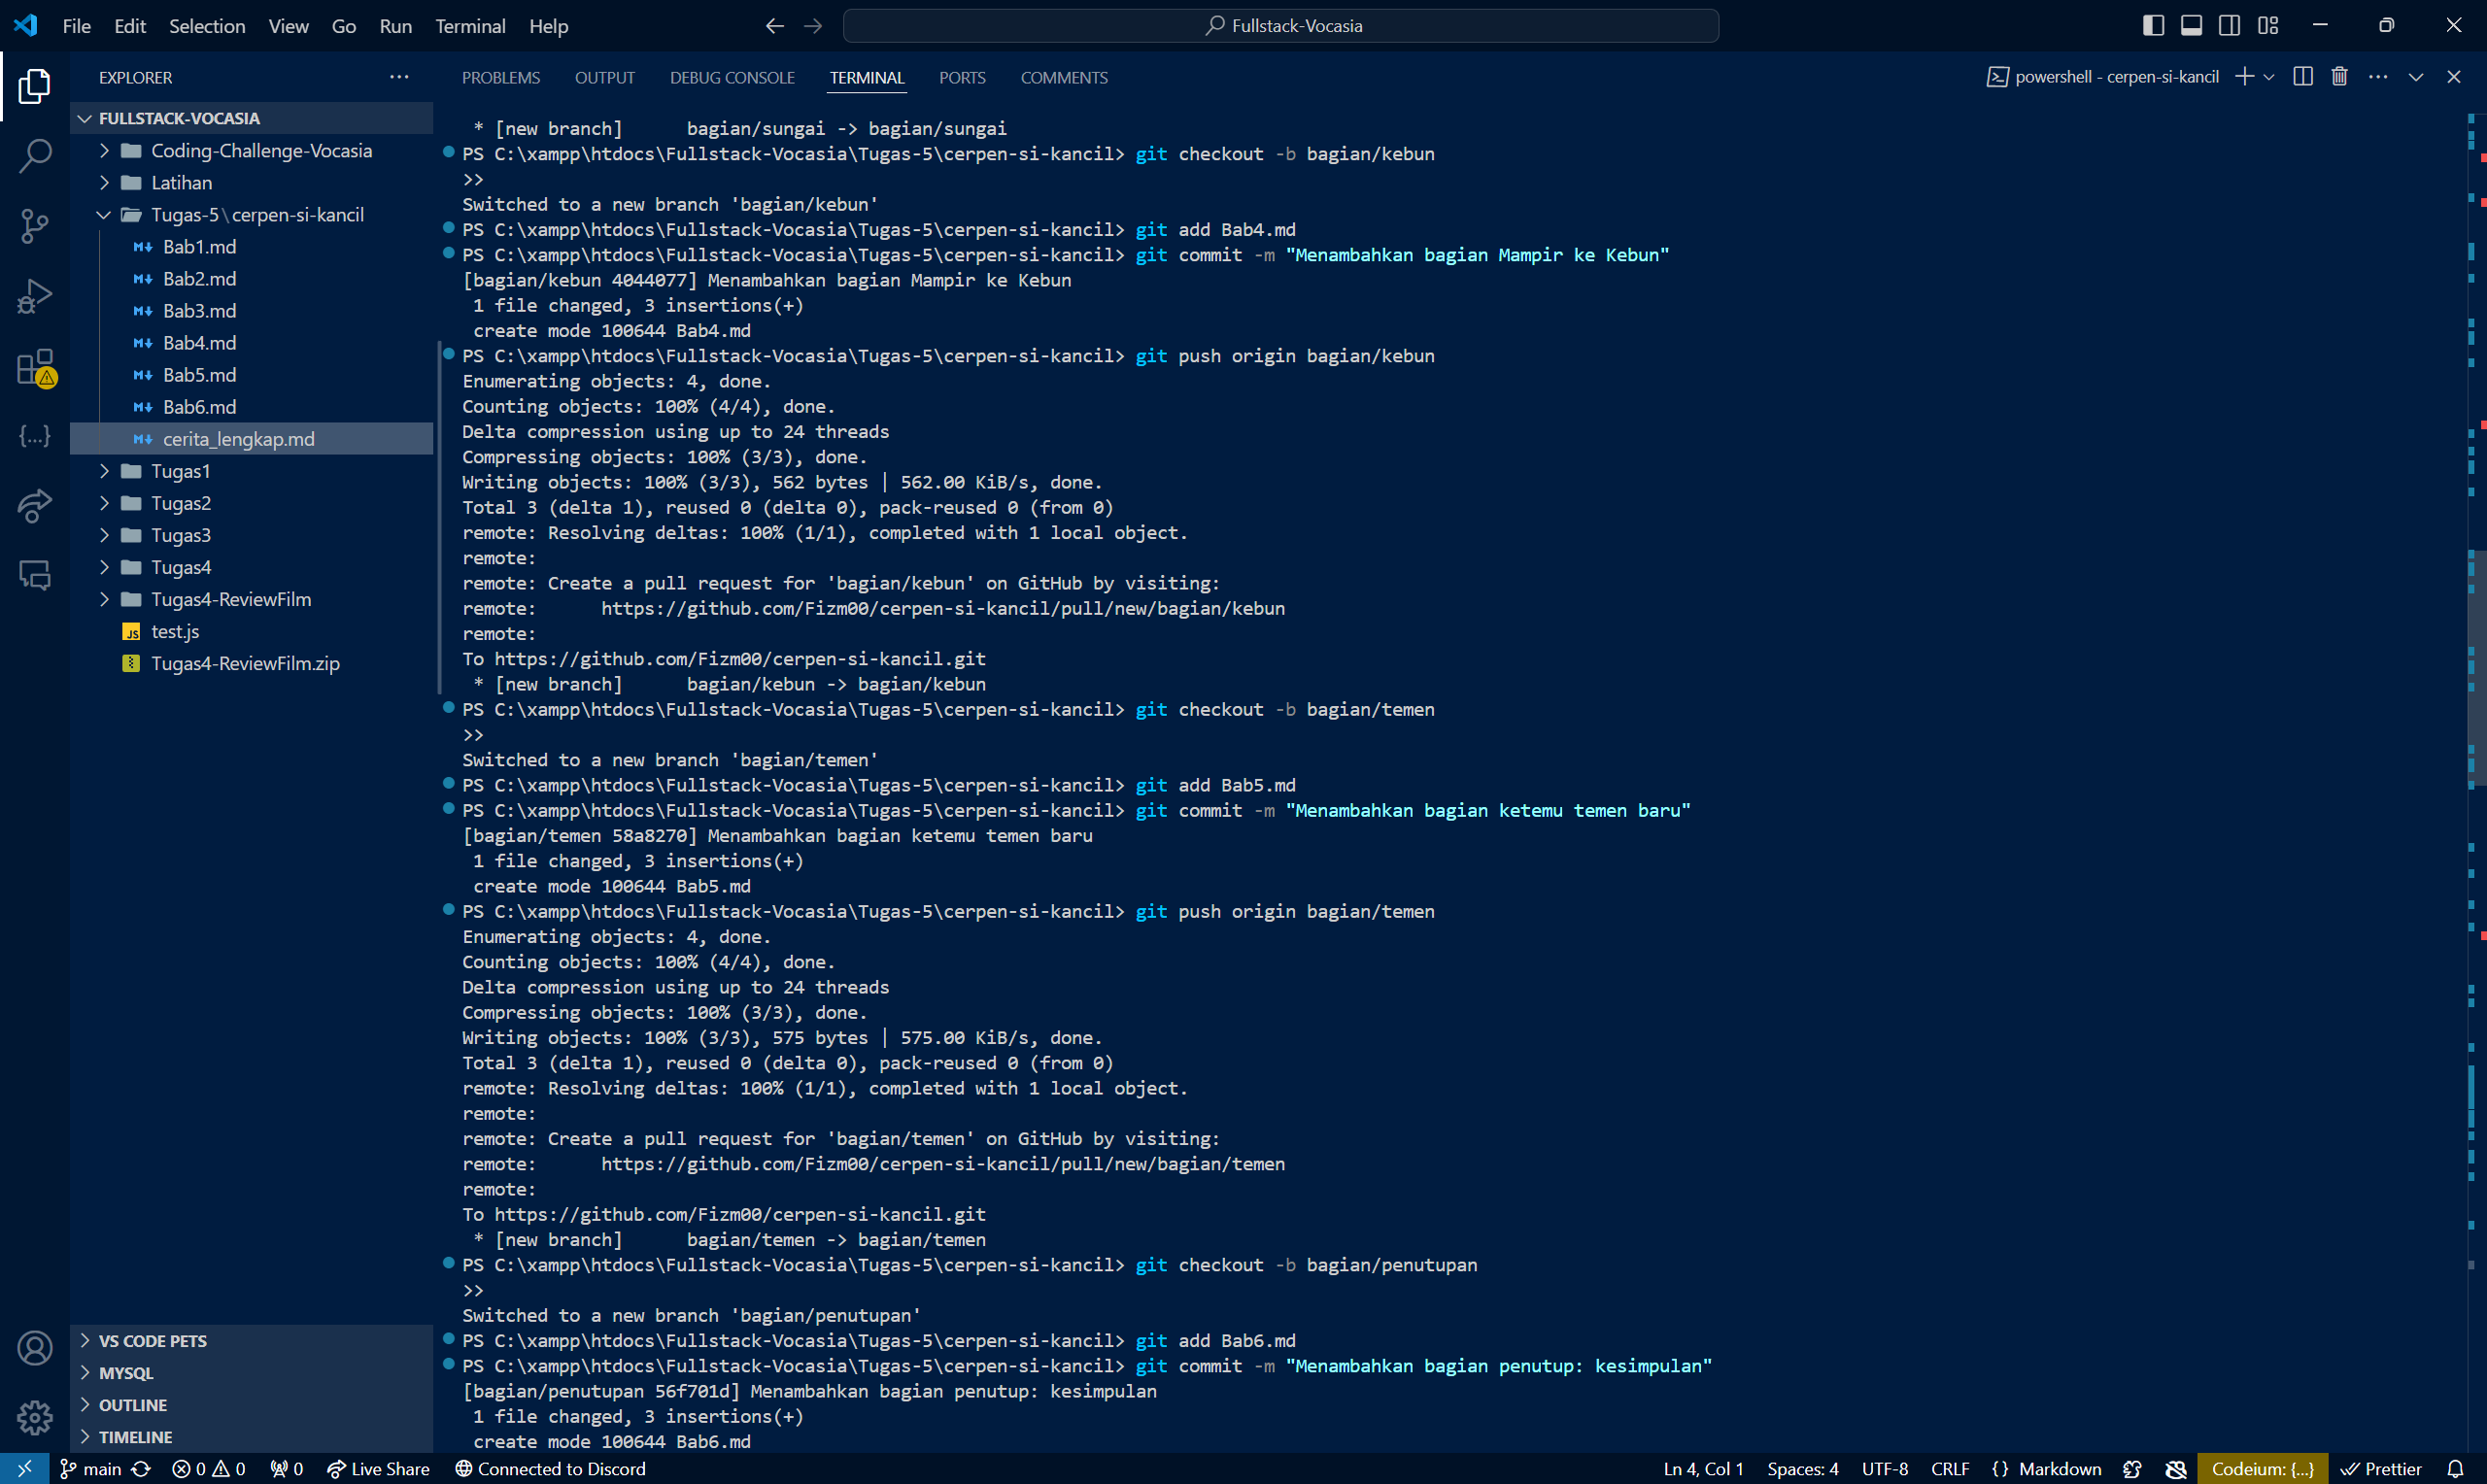 File Edit Selection View Go Run Terminal Help
Fullstack-Vocasia
EXPLORER
FULLSTACK-VOCASIA
Coding-Challenge-Vocasia
Latihan
Tugas-5\cerpen-si-kancil
Bab1.md
Bab2.md
Bab3.md
Bab4.md
Bab5.md
Bab6.md
cerita_lengkap.md
Tugas1
Tugas2
Tugas3
Tugas4
Tugas4-ReviewFilm
test.js
Tugas4-ReviewFilm.zip
VS CODE PETS
MYSQL
OUTLINE
TIMELINE
PROBLEMS OUTPUT DEBUG CONSOLE TERMINAL PORTS COMMENTS
powershell - cerpen-si-kancil
* [new branch]      bagian/sungai -> bagian/sungai
PS C:\xampp\htdocs\Fullstack-Vocasia\Tugas-5\cerpen-si-kancil> git checkout -b bagian/kebun
>>
Switched to a new branch 'bagian/kebun'
PS C:\xampp\htdocs\Fullstack-Vocasia\Tugas-5\cerpen-si-kancil> git add Bab4.md
PS C:\xampp\htdocs\Fullstack-Vocasia\Tugas-5\cerpen-si-kancil> git commit -m "Menambahkan bagian Mampir ke Kebun"
[bagian/kebun 4044077] Menambahkan bagian Mampir ke Kebun
1 file changed, 3 insertions(+)
create mode 100644 Bab4.md
PS C:\xampp\htdocs\Fullstack-Vocasia\Tugas-5\cerpen-si-kancil> git push origin bagian/kebun
Enumerating objects: 4, done.
Counting objects: 100% (4/4), done.
Delta compression using up to 24 threads
Compressing objects: 100% (3/3), done.
Writing objects: 100% (3/3), 562 bytes | 562.00 KiB/s, done.
Total 3 (delta 1), reused 0 (delta 0), pack-reused 0 (from 0)
remote: Resolving deltas: 100% (1/1), completed with 1 local object.
remote:
remote: Create a pull request for 'bagian/kebun' on GitHub by visiting:
remote:      https://github.com/Fizm00/cerpen-si-kancil/pull/new/bagian/kebun
remote:
To https://github.com/Fizm00/cerpen-si-kancil.git
* [new branch]      bagian/kebun -> bagian/kebun
PS C:\xampp\htdocs\Fullstack-Vocasia\Tugas-5\cerpen-si-kancil> git checkout -b bagian/temen
>>
Switched to a new branch 'bagian/temen'
PS C:\xampp\htdocs\Fullstack-Vocasia\Tugas-5\cerpen-si-kancil> git add Bab5.md
PS C:\xampp\htdocs\Fullstack-Vocasia\Tugas-5\cerpen-si-kancil> git commit -m "Menambahkan bagian ketemu temen baru"
[bagian/temen 58a8270] Menambahkan bagian ketemu temen baru
1 file changed, 3 insertions(+)
create mode 100644 Bab5.md
PS C:\xampp\htdocs\Fullstack-Vocasia\Tugas-5\cerpen-si-kancil> git push origin bagian/temen
Enumerating objects: 4, done.
Counting objects: 100% (4/4), done.
Delta compression using up to 24 threads
Compressing objects: 100% (3/3), done.
Writing objects: 100% (3/3), 575 bytes | 575.00 KiB/s, done.
Total 3 (delta 1), reused 0 (delta 0), pack-reused 0 (from 0)
remote: Resolving deltas: 100% (1/1), completed with 1 local object.
remote:
remote: Create a pull request for 'bagian/temen' on GitHub by visiting:
remote:      https://github.com/Fizm00/cerpen-si-kancil/pull/new/bagian/temen
remote:
To https://github.com/Fizm00/cerpen-si-kancil.git
* [new branch]      bagian/temen -> bagian/temen
PS C:\xampp\htdocs\Fullstack-Vocasia\Tugas-5\cerpen-si-kancil> git checkout -b bagian/penutupan
>>
Switched to a new branch 'bagian/penutupan'
PS C:\xampp\htdocs\Fullstack-Vocasia\Tugas-5\cerpen-si-kancil> git add Bab6.md
PS C:\xampp\htdocs\Fullstack-Vocasia\Tugas-5\cerpen-si-kancil> git commit -m "Menambahkan bagian penutup: kesimpulan"
[bagian/penutupan 56f701d] Menambahkan bagian penutup: kesimpulan
1 file changed, 3 insertions(+)
create mode 100644 Bab6.md
main 0 0 0 Live Share Connected to Discord Ln 4, Col 1 Spaces: 4 UTF-8 CRLF {} Markdown Codeium: {...} Prettier